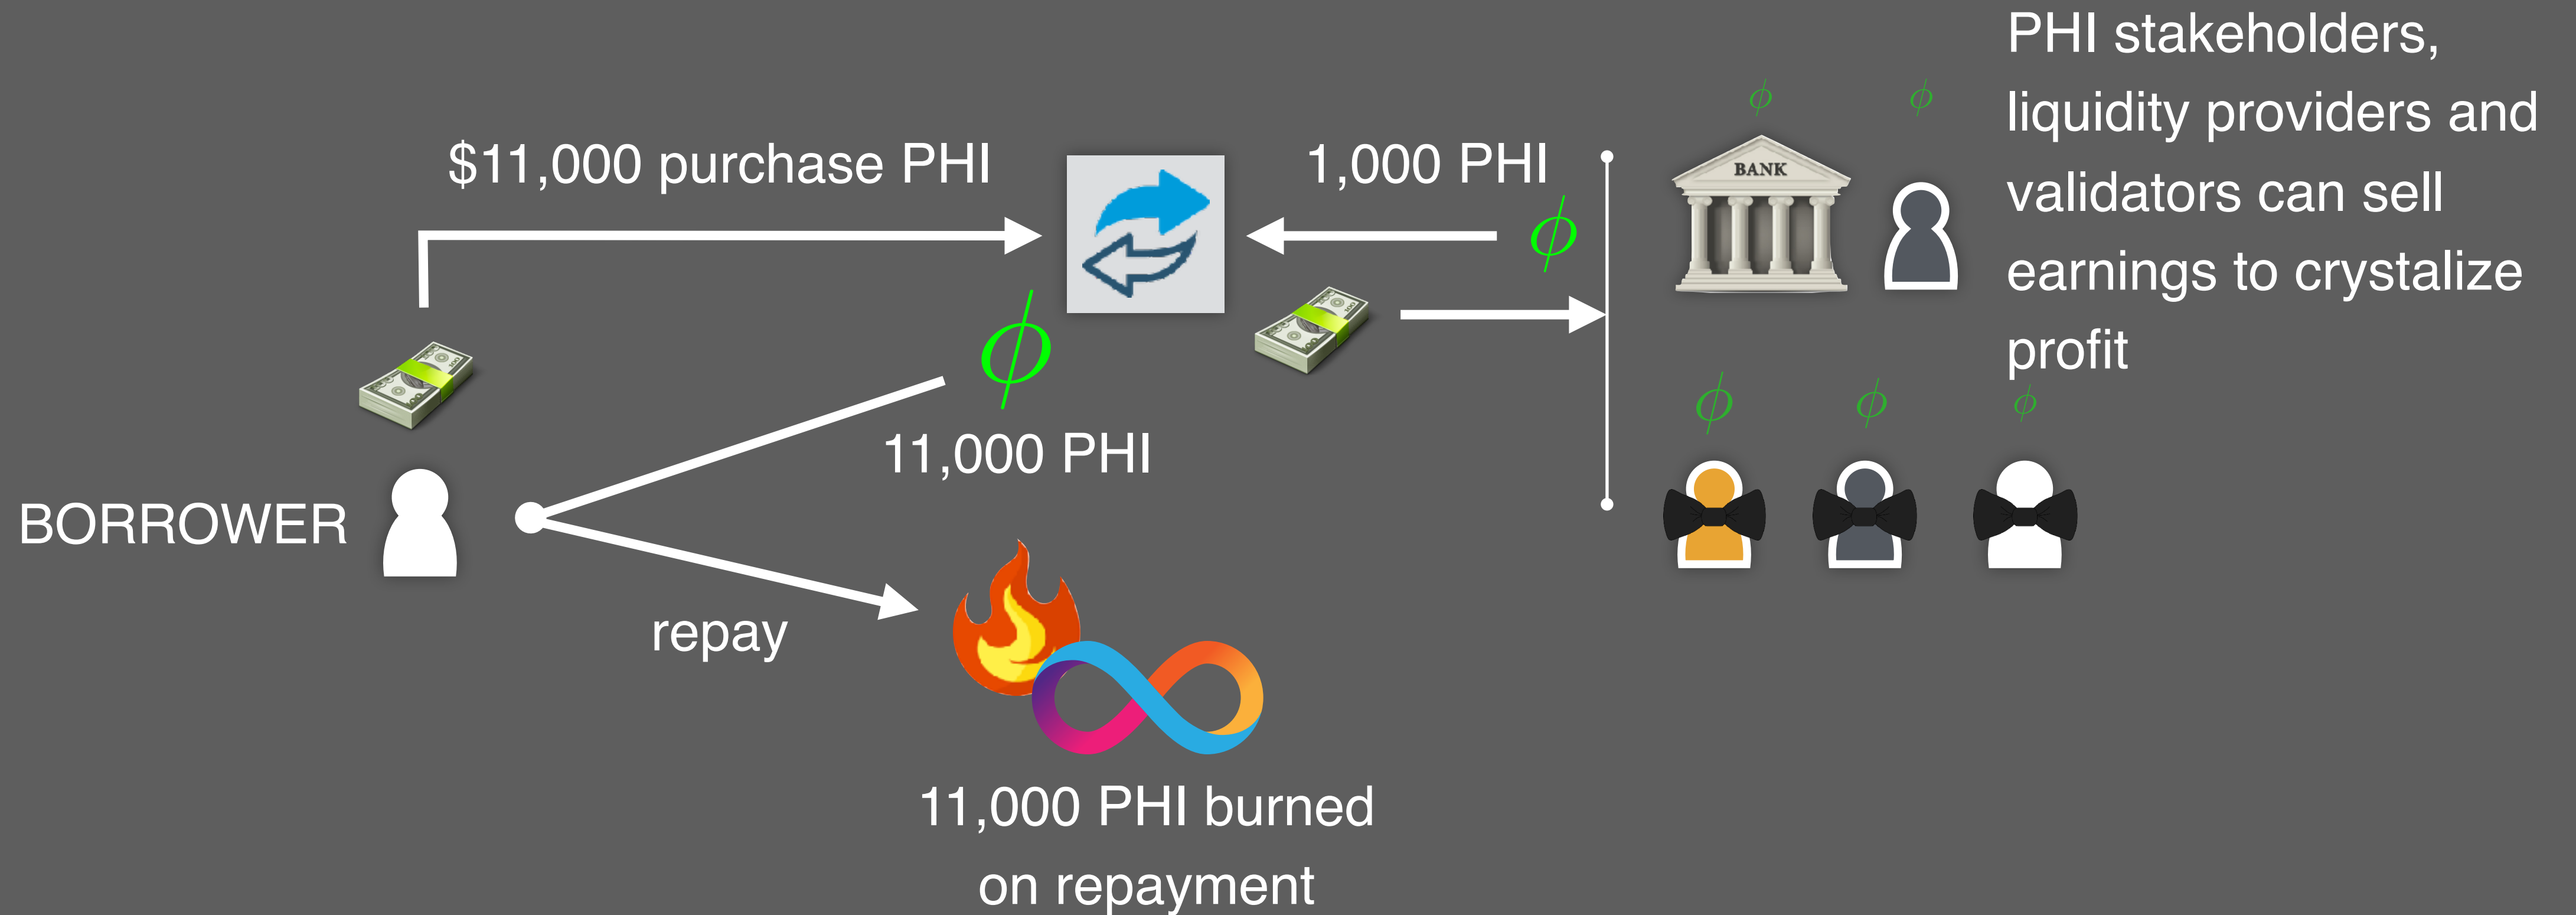 $11,000 purchase PHI
1,000 PHI
ϕ
BANK
ϕ
ϕ
PHI stakeholders,
liquidity providers and
validators can sell
earnings to crystalize
profit
ϕ
11,000 PHI
ϕ
ϕ
ϕ
BORROWER
repay
11,000 PHI burned
on repayment